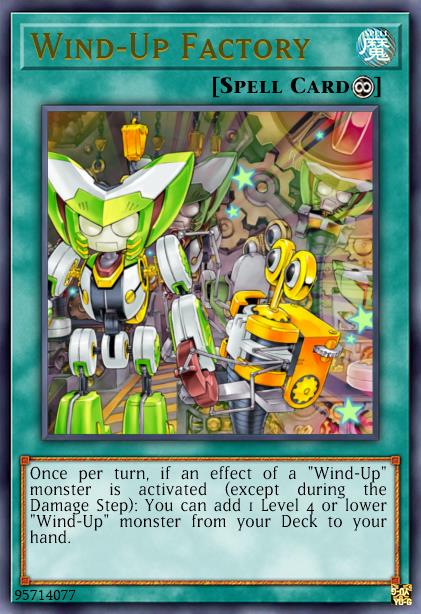 Wind-Up Factory
SPELL
魔
[Spell Card]
Once per turn, if an effect of a "Wind-Up"
monster is activated (except during the
Damage Step): You can add 1 Level 4 or lower
"Wind-Up" monster from your Deck to your
hand.
95714077